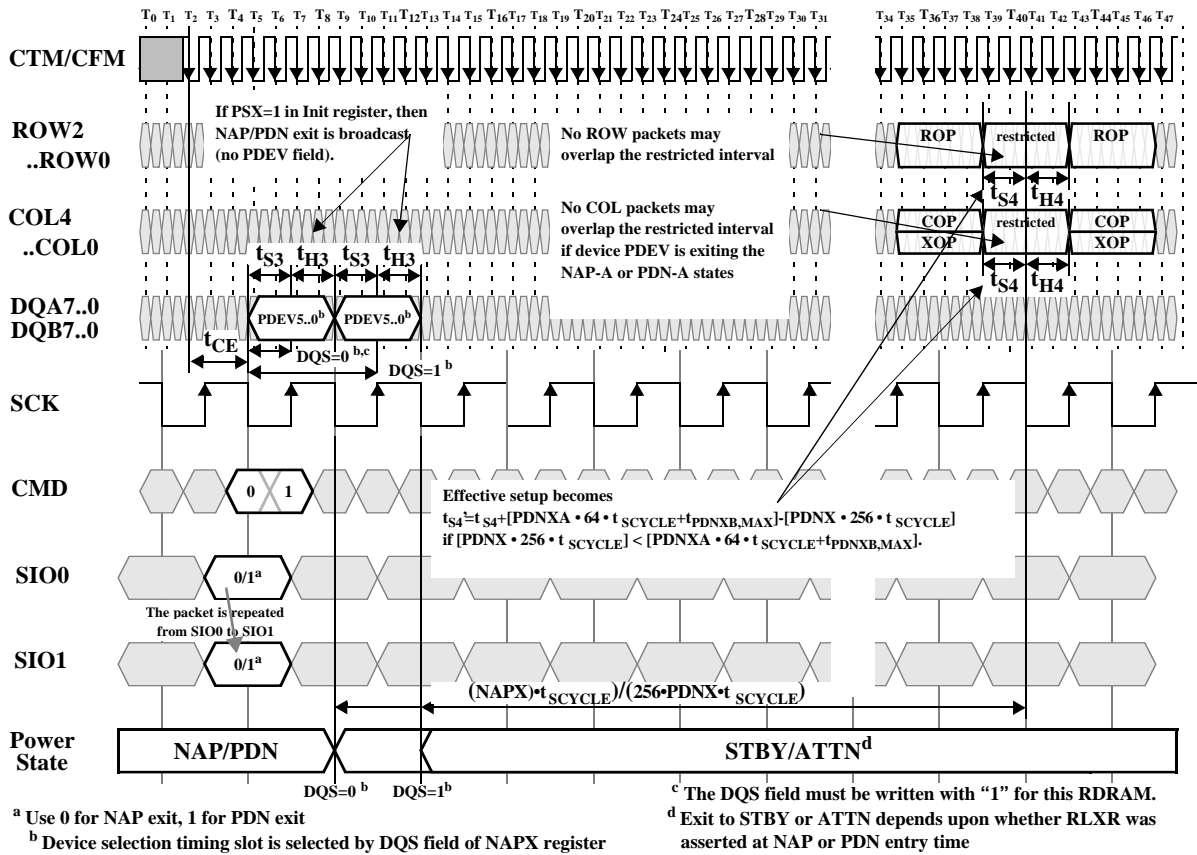 T0 T1 T2 T3 T4 T5 T6 T7 T8 T9 T10 T11 T12 T13 T14 T15 T16 T17 T18 T19 T20 T21 T22 T23 T24 T25 T26 T27 T28 T29 T30 T31 T34 T35 T36 T37 T38 T39 T40 T41 T42 T43 T44 T45 T46 T47
CTM/CFM
If PSX=1 in Init register, then
NAP/PDN exit is broadcast
(no PDEV field).
ROW2
..ROW0
No ROW packets may
overlap the restricted interval
ROP restricted ROP
tS4 tH4
COL4
..COL0
No COL packets may
overlap the restricted interval
if device PDEV is exiting the
NAP-A or PDN-A states
COP restricted COP
XOP XOP
tS3 tH3 tS3 tH3
tS4 tH4
DQA7..0
DQB7..0
PDEV5..0b PDEV5..0b
tCE
DQS=0 b,c
DQS=1 b
SCK
CMD
0 1
Effective setup becomes
tS4'=tS4+[PDNXA • 64 • tSCYCLE+tPDNXB,MAX]-[PDNX • 256 • tSCYCLE]
if [PDNX • 256 • tSCYCLE] < [PDNXA • 64 • tSCYCLE+tPDNXB,MAX].
SIO0
0/1a
The packet is repeated
from SIO0 to SIO1
SIO1
0/1a
(NAPX)•tSCYCLE)/(256•PDNX•tSCYCLE)
Power
State
NAP/PDN
STBY/ATTNd
DQS=0 b DQS=1b
a Use 0 for NAP exit, 1 for PDN exit
b Device selection timing slot is selected by DQS field of NAPX register
c The DQS field must be written with “1” for this RDRAM.
d Exit to STBY or ATTN depends upon whether RLXR was
asserted at NAP or PDN entry time